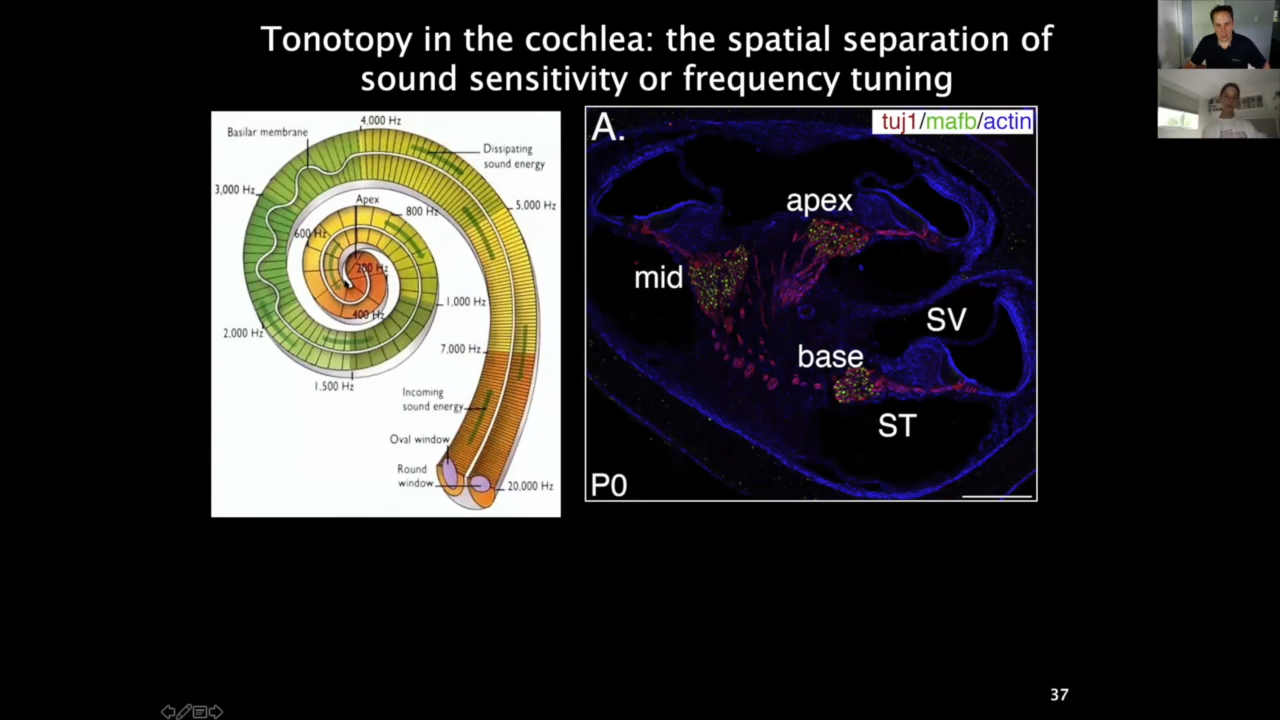 Tonotopy in the cochlea: the spatial separation of
sound sensitivity or frequency tuning
4,000 Hz
Basilar membrane
Dissipating
sound energy
3,000 Hz
Apex
5,000 Hz
800 Hz
600 Hz
200 Hz
1,000 Hz
400 Hz
2,000 Hz
7,000 Hz
1,500 Hz
Incoming
sound energy
Oval window
Round
window
20,000 Hz
A.
tuj1/mafb/actin
apex
mid
SV
base
ST
P0
37